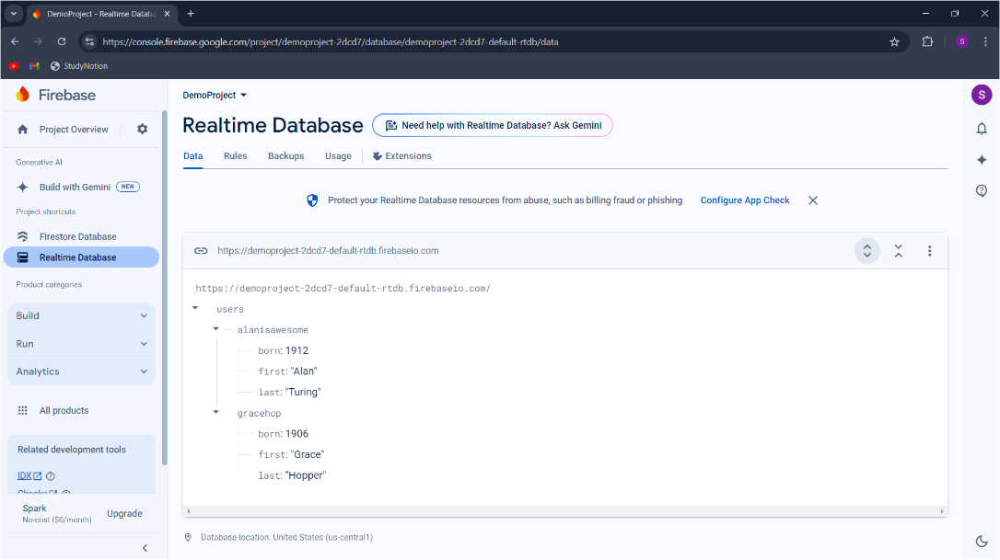 DemoProject - Realtime Databa
https://console.firebase.google.com/project/demoproject-2dcd7/database/demoproject-2dcd7-default-rtdb/data
S
StudyNotion
Firebase
Project Overview
Generative AI
Build with Gemini NEW
Project shortcuts
Firestore Database
Realtime Database
Product categories
Build
Run
Analytics
All products
Related development tools
IDX
Spark
No-cost ($0/month)
Upgrade
DemoProject
Realtime Database
Need help with Realtime Database? Ask Gemini
Data Rules Backups Usage Extensions
Protect your Realtime Database resources from abuse, such as billing fraud or phishing Configure App Check
https://demoproject-2dcd7-default-rtdb.firebaseio.com
https://demoproject-2dcd7-default-rtdb.firebaseio.com/
users
alanisawesome
born: 1912
first: "Alan"
last: "Turing"
gracehop
born: 1906
first: "Grace"
last: "Hopper"
Database location: United States (us-central1)
S